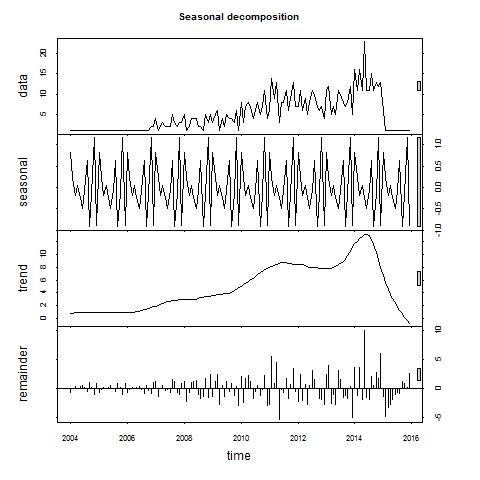 Seasonal decomposition
data
5 10 15 20
seasonal
-1.0 -0.5 0.0 0.5 1.0
trend
0 2 4 6 8 10
remainder
-5 0 5 10
2004 2006 2008 2010 2012 2014 2016
time